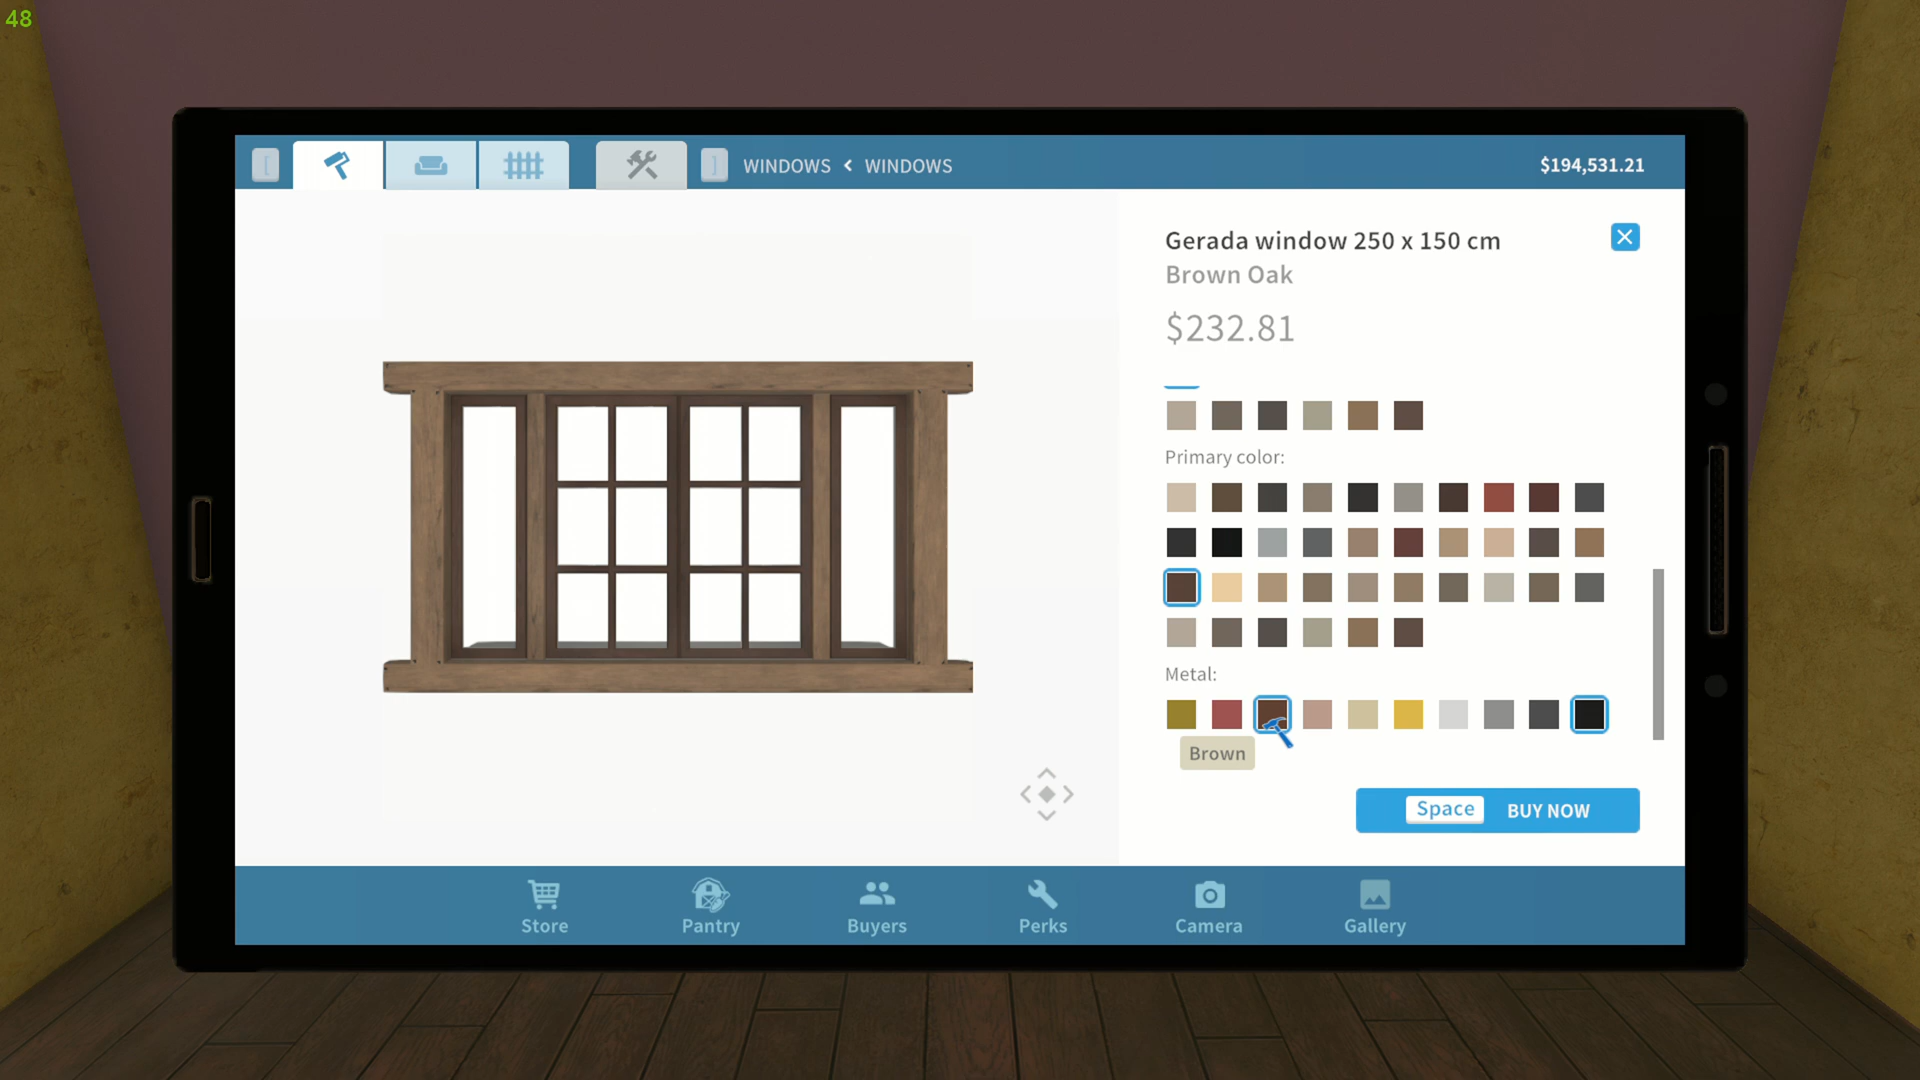 48
[
]
WINDOWS < WINDOWS
$194,531.21
Gerada window 250 x 150 cm
Brown Oak
$232.81
Primary color:
Metal:
Brown
Space BUY NOW
Store
Pantry
Buyers
Perks
Camera
Gallery